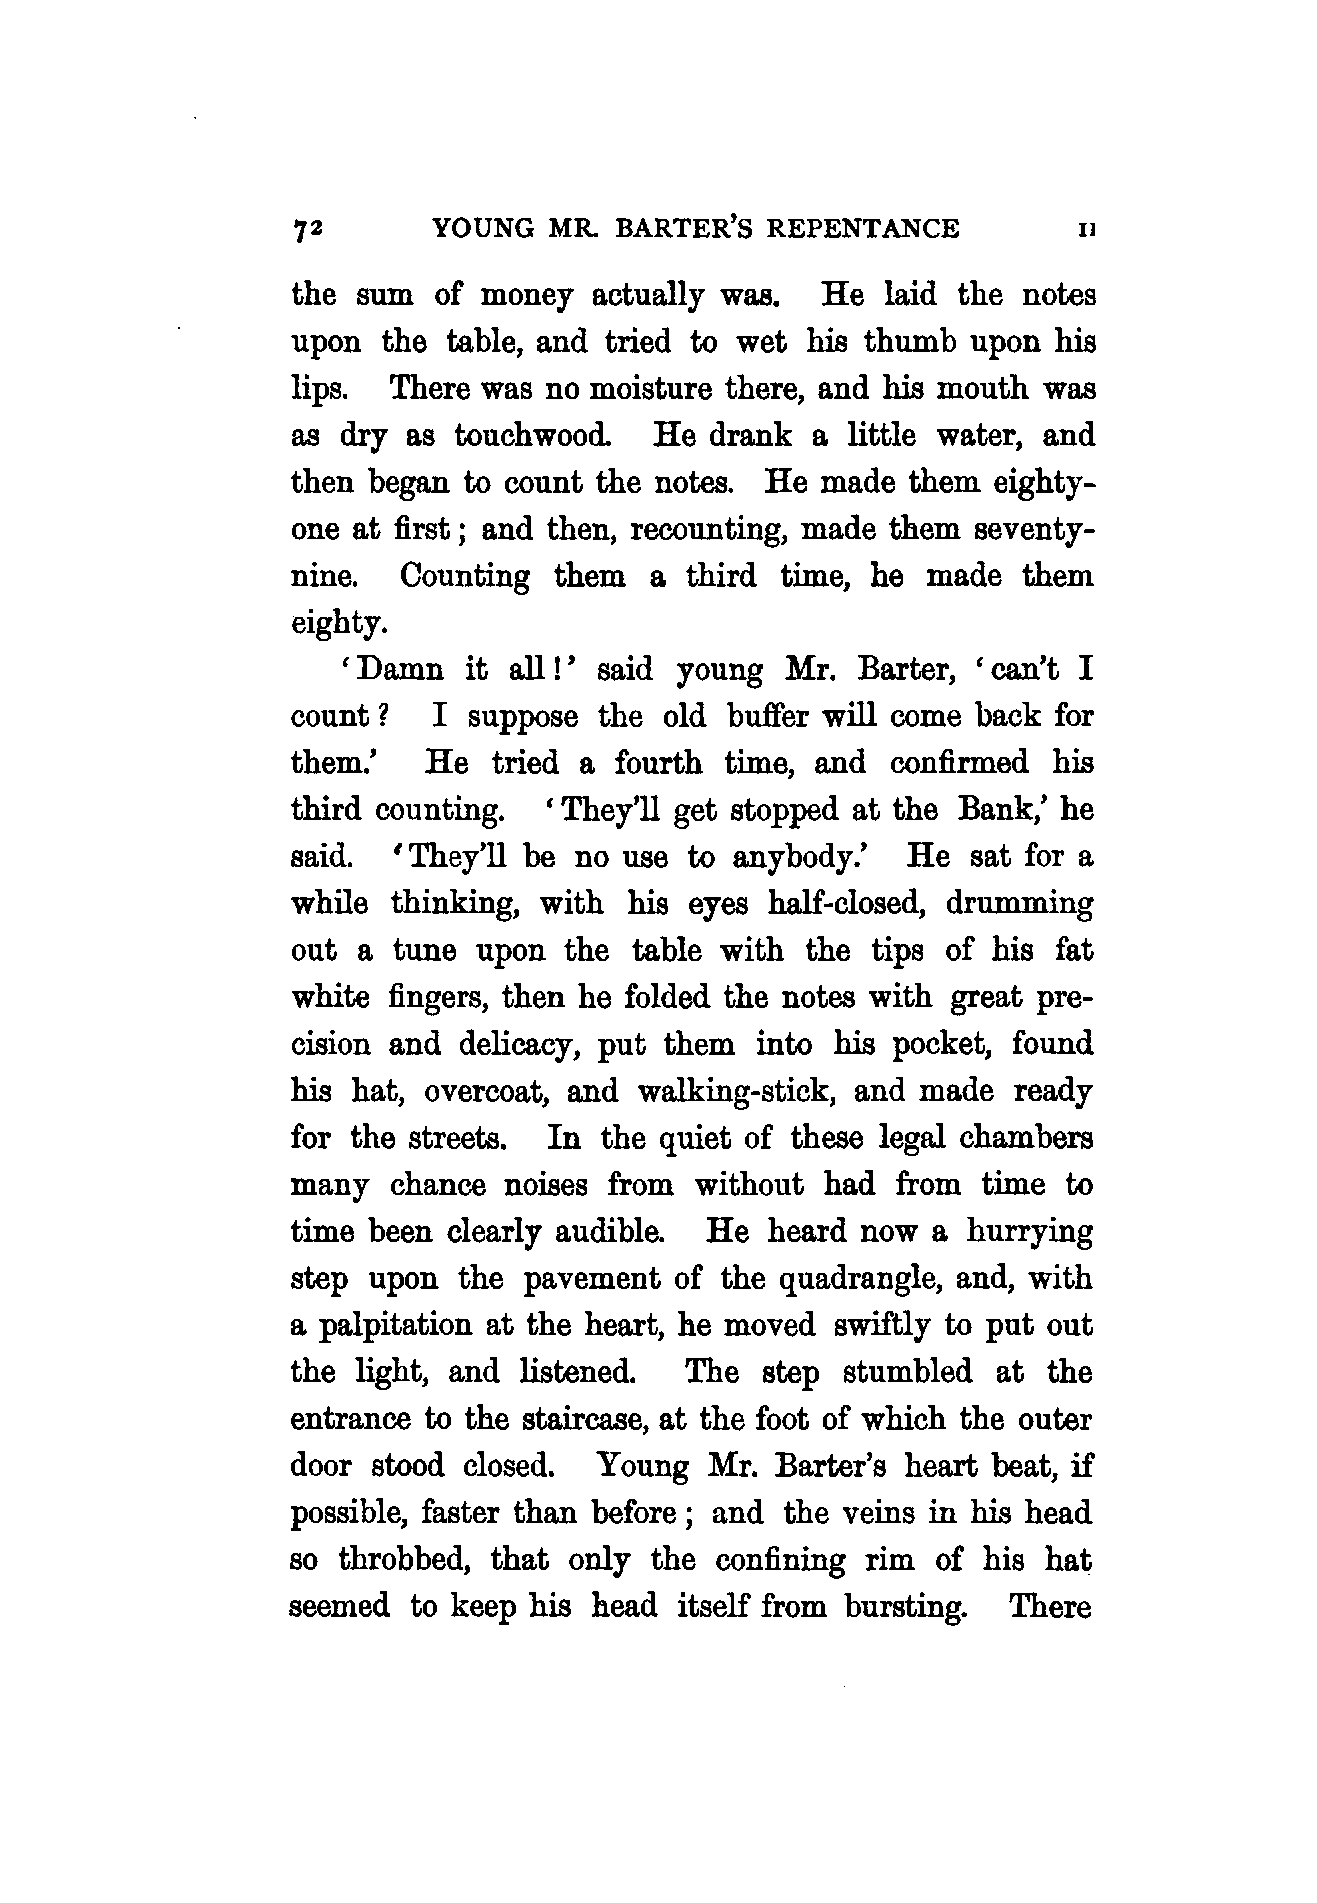 72 YOUNG MR. BARTER'S REPENTANCE II
the sum of money actually was. He laid the notes
upon the table, and tried to wet his thumb upon his
lips. There was no moisture there, and his mouth was
as dry as touchwood. He drank a little water, and
then began to count the notes. He made them eighty-
one at first; and then, recounting, made them seventy-
nine. Counting them a third time, he made them
eighty.
'Damn it all!' said young Mr. Barter, 'can't I
count? I suppose the old buffer will come back for
them.' He tried a fourth time, and confirmed his
third counting. 'They'll get stopped at the Bank,' he
said. 'They'll be no use to anybody.' He sat for a
while thinking, with his eyes half-closed, drumming
out a tune upon the table with the tips of his fat
white fingers, then he folded the notes with great pre-
cision and delicacy, put them into his pocket, found
his hat, overcoat, and walking-stick, and made ready
for the streets. In the quiet of these legal chambers
many chance noises from without had from time to
time been clearly audible. He heard now a hurrying
step upon the pavement of the quadrangle, and, with
a palpitation at the heart, he moved swiftly to put out
the light, and listened. The step stumbled at the
entrance to the staircase, at the foot of which the outer
door stood closed. Young Mr. Barter's heart beat, if
possible, faster than before; and the veins in his head
so throbbed, that only the confining rim of his hat
seemed to keep his head itself from bursting. There